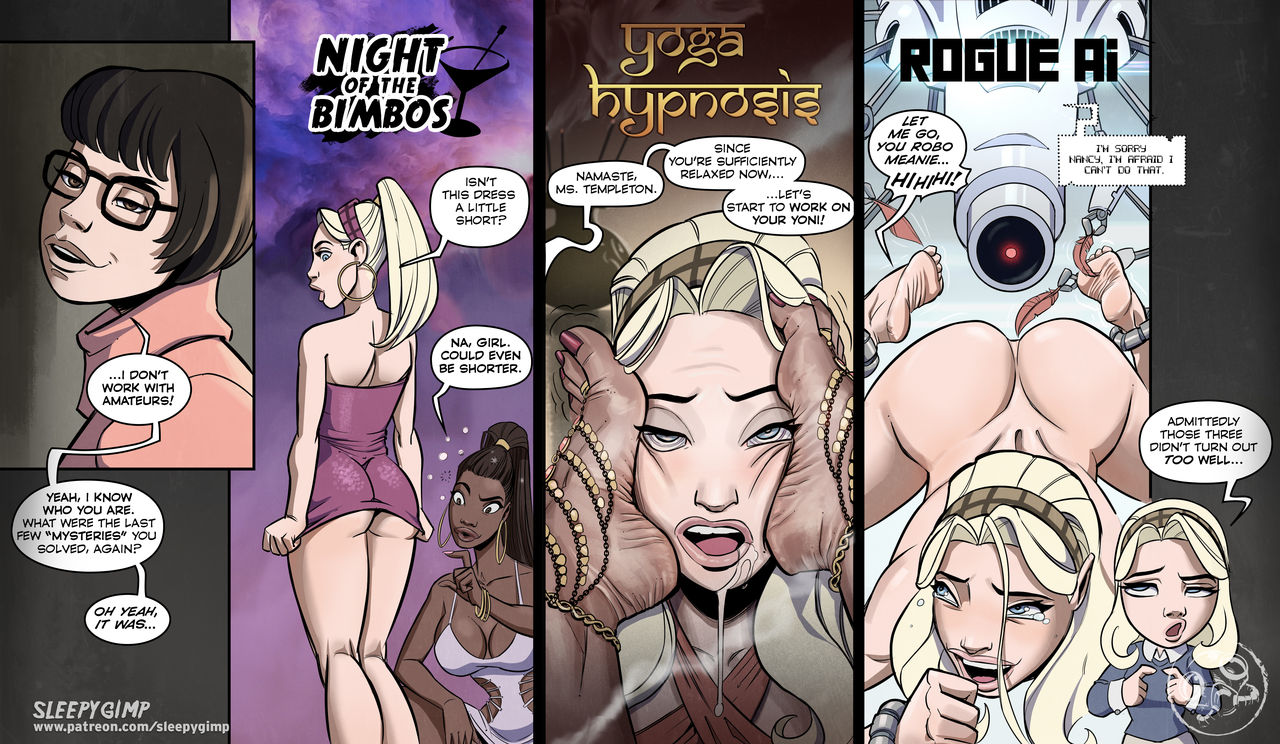 ...I DON'T
WORK WITH
AMATEURS!
YEAH, I KNOW
WHO YOU ARE.
WHAT WERE THE LAST
FEW "MYSTERIES" YOU
SOLVED, AGAIN?
OH YEAH,
IT WAS...
SLEEPYGIMP
www.patreon.com/sleepygimp
NIGHT
OF THE
BIMBOS
ISN'T
THIS DRESS
A LITTLE
SHORT?
NA, GIRL.
COULD EVEN
BE SHORTER.
yoga
hypnosis
NAMASTE,
MS. TEMPLETON.
SINCE
YOU'RE SUFFICIENTLY
RELAXED NOW,...
...LET'S
START TO WORK ON
YOUR YONI!
ROGUE Ai
LET
ME GO,
YOU ROBO
MEANIE...
HIHIHI!
I'M SORRY
NANCY, I'M AFRAID I
CAN'T DO THAT.
ADMITTEDLY
THOSE THREE
DIDN'T TURN OUT
TOO WELL...